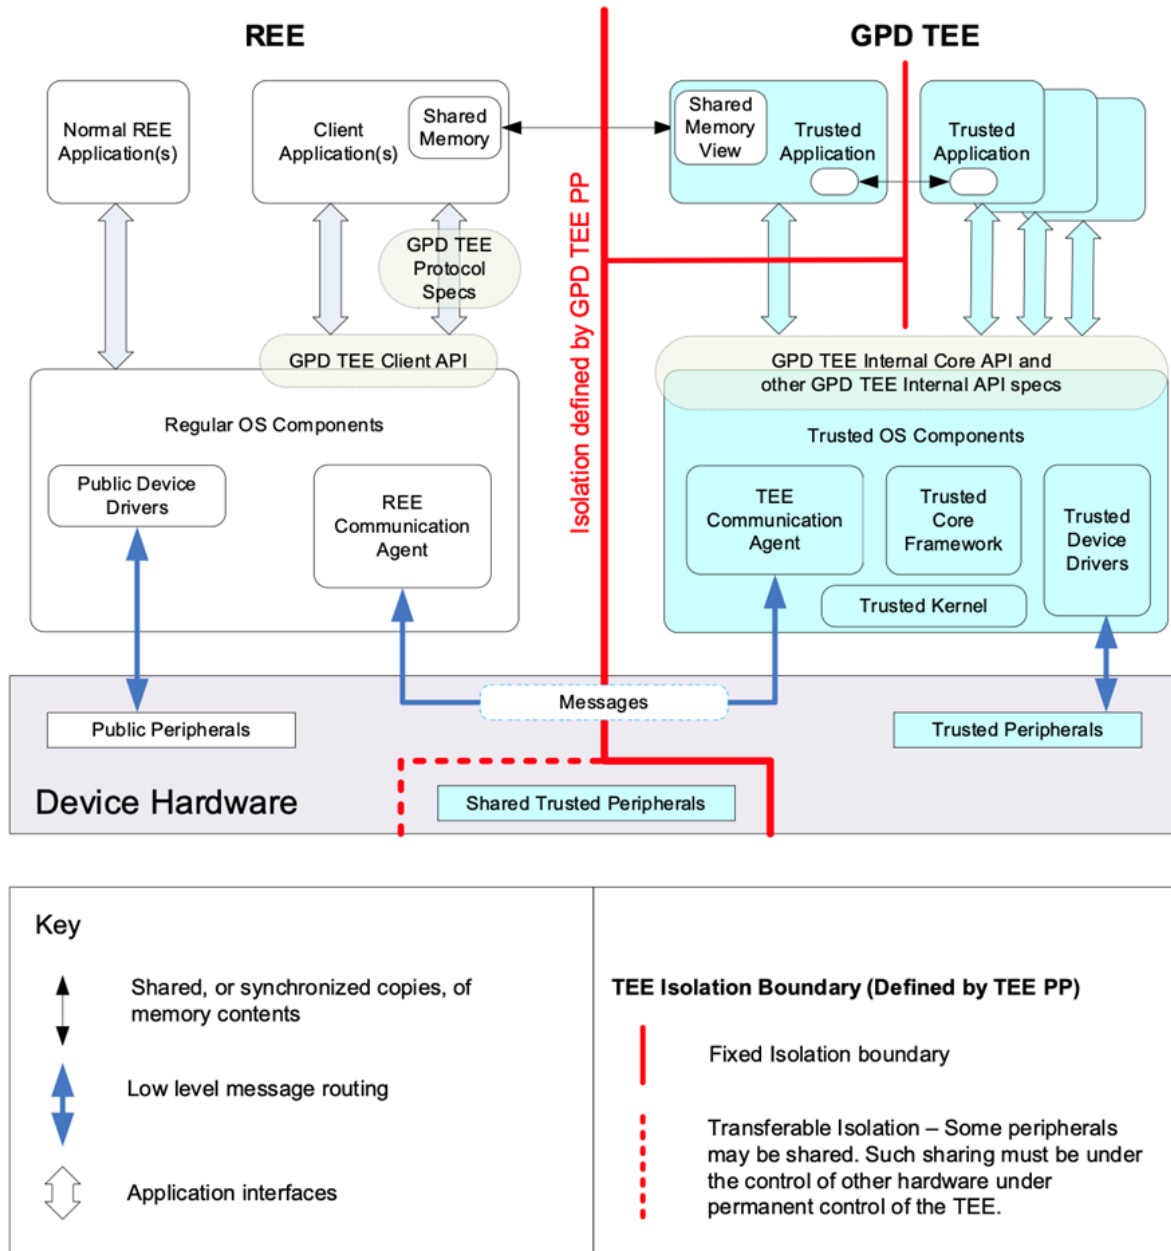 REE
GPD TEE
Normal REE
Application(s)
Client
Application(s)
Shared
Memory
Shared
Memory
View
Trusted
Application
Trusted
Application
GPD TEE
Protocol
Specs
Isolation defined by GPD TEE PP
GPD TEE Client API
GPD TEE Internal Core API and
other GPD TEE Internal API specs
Regular OS Components
Trusted OS Components
Public Device
Drivers
REE
Communication
Agent
TEE
Communication
Agent
Trusted
Core
Framework
Trusted
Device
Drivers
Trusted Kernel
Messages
Public Peripherals
Trusted Peripherals
Device Hardware
Shared Trusted Peripherals
Key
Shared, or synchronized copies, of
memory contents
Low level message routing
Application interfaces
TEE Isolation Boundary (Defined by TEE PP)
Fixed Isolation boundary
Transferable Isolation – Some peripherals
may be shared. Such sharing must be under
the control of other hardware under
permanent control of the TEE.